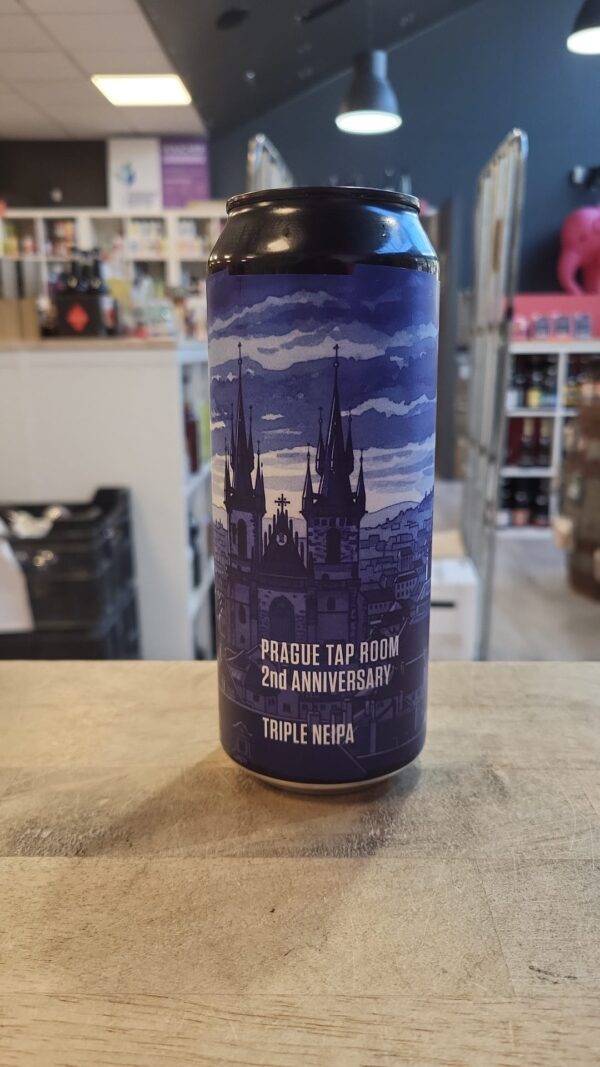 PRAGUE TAP ROOM
2nd ANNIVERSARY
TRIPLE NEIPA